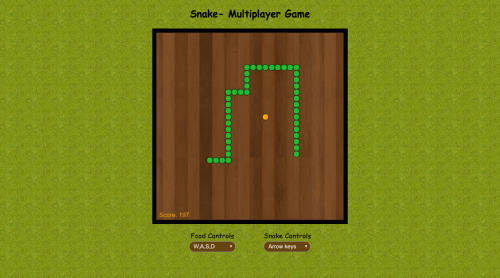 Snake- Multiplayer Game
Score: 197
Food Controls
Snake Controls
W,A,S,D
Arrow keys